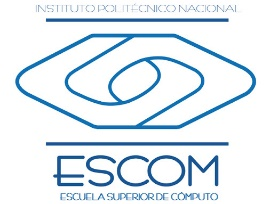 INSTITUTO POLITÉCNICO NACIONAL
ESCOM
ESCUELA SUPERIOR DE CÓMPUTO